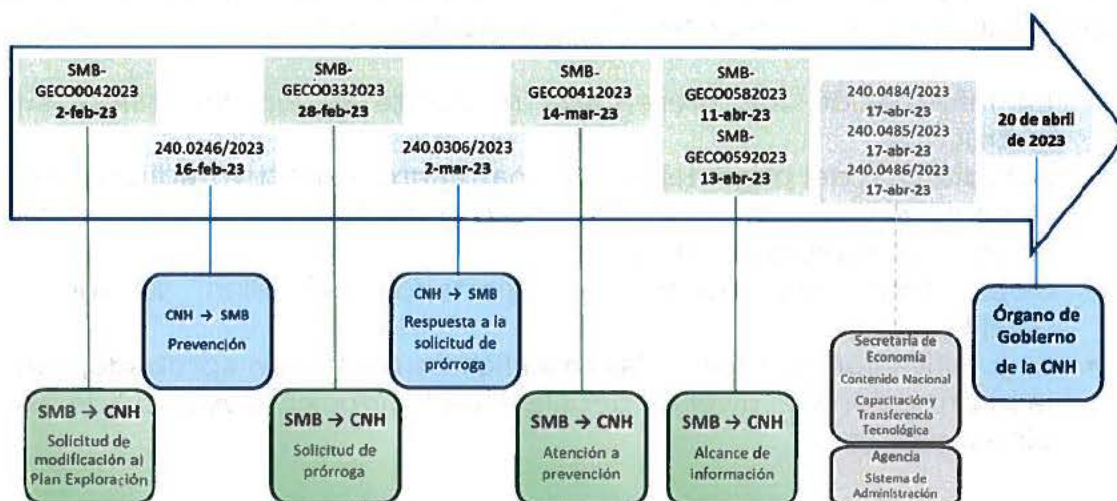 SMB-
GECO0042023
2-feb-23
240.0246/2023
16-feb-23
SMB-
GECO0332023
28-feb-23
240.0306/2023
2-mar-23
SMB-
GECO0412023
14-mar-23
SMB-
GECO0582023
11-abr-23
SMB-
GECO0592023
13-abr-23
240.0484/2023
17-abr-23
240.0485/2023
17-abr-23
240.0486/2023
17-abr-23
20 de abril
de 2023
SMB → CNH
Solicitud de
modificación al
Plan Exploración
CNH → SMB
Prevención
SMB → CNH
Solicitud de
prórroga
CNH → SMB
Respuesta a la
solicitud de
prórroga
SMB → CNH
Atención a
prevención
SMB → CNH
Alcance de
información
Secretaría de
Economía
Contenido Nacional
Capacitación y
Transferencia
Tecnológica
Agencia
Sistema de
Administración
Órgano de
Gobierno
de la CNH